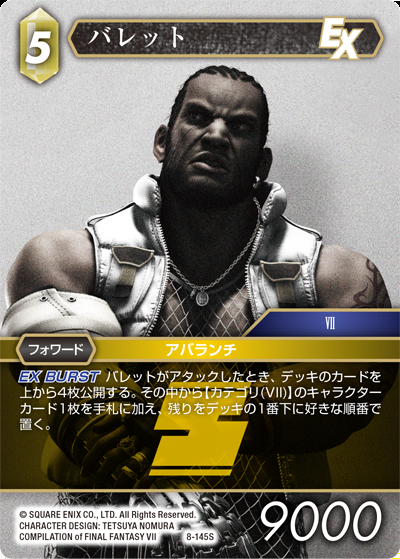 5
バレット
EX
VII
フォワード
アバランチ
EX BURST バレットがアタックしたとき、デッキのカードを
上から4枚公開する。その中から【カテゴリ(VII)】のキャラクター
カード1枚を手札に加え、残りをデッキの1番下に好きな順番で
置く。
© SQUARE ENIX CO., LTD. All Rights Reserved.
CHARACTER DESIGN: TETSUYA NOMURA
COMPILATION of FINAL FANTASY VII
8-145S
9000